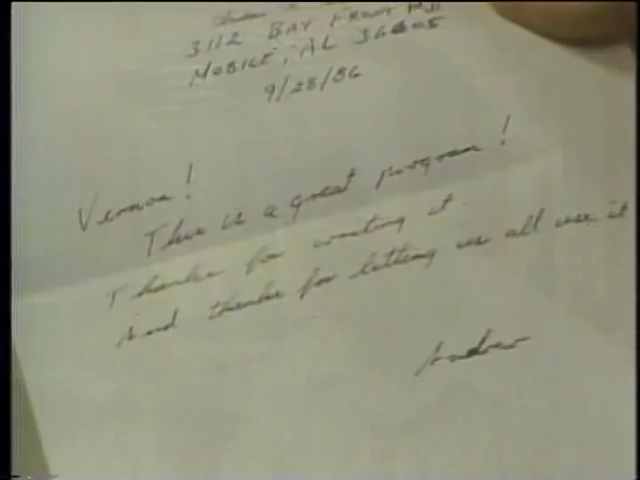 3112 BAY FRONT RD
MOBILE, AL 36605
9/28/86
Vernon!
This is a great program!
Thanks for writing it
And thanks for letting us all use it
Andrew